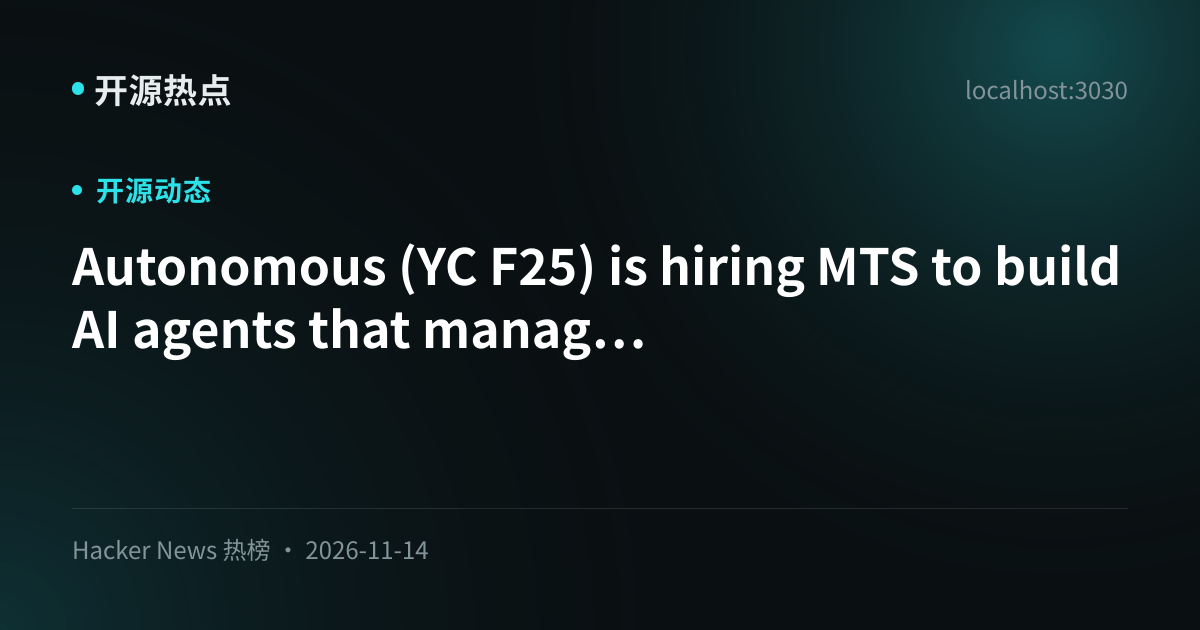 开源热点
localhost:3030
开源动态
Autonomous (YC F25) is hiring MTS to build
AI agents that manag…
Hacker News 热榜 · 2026-11-14